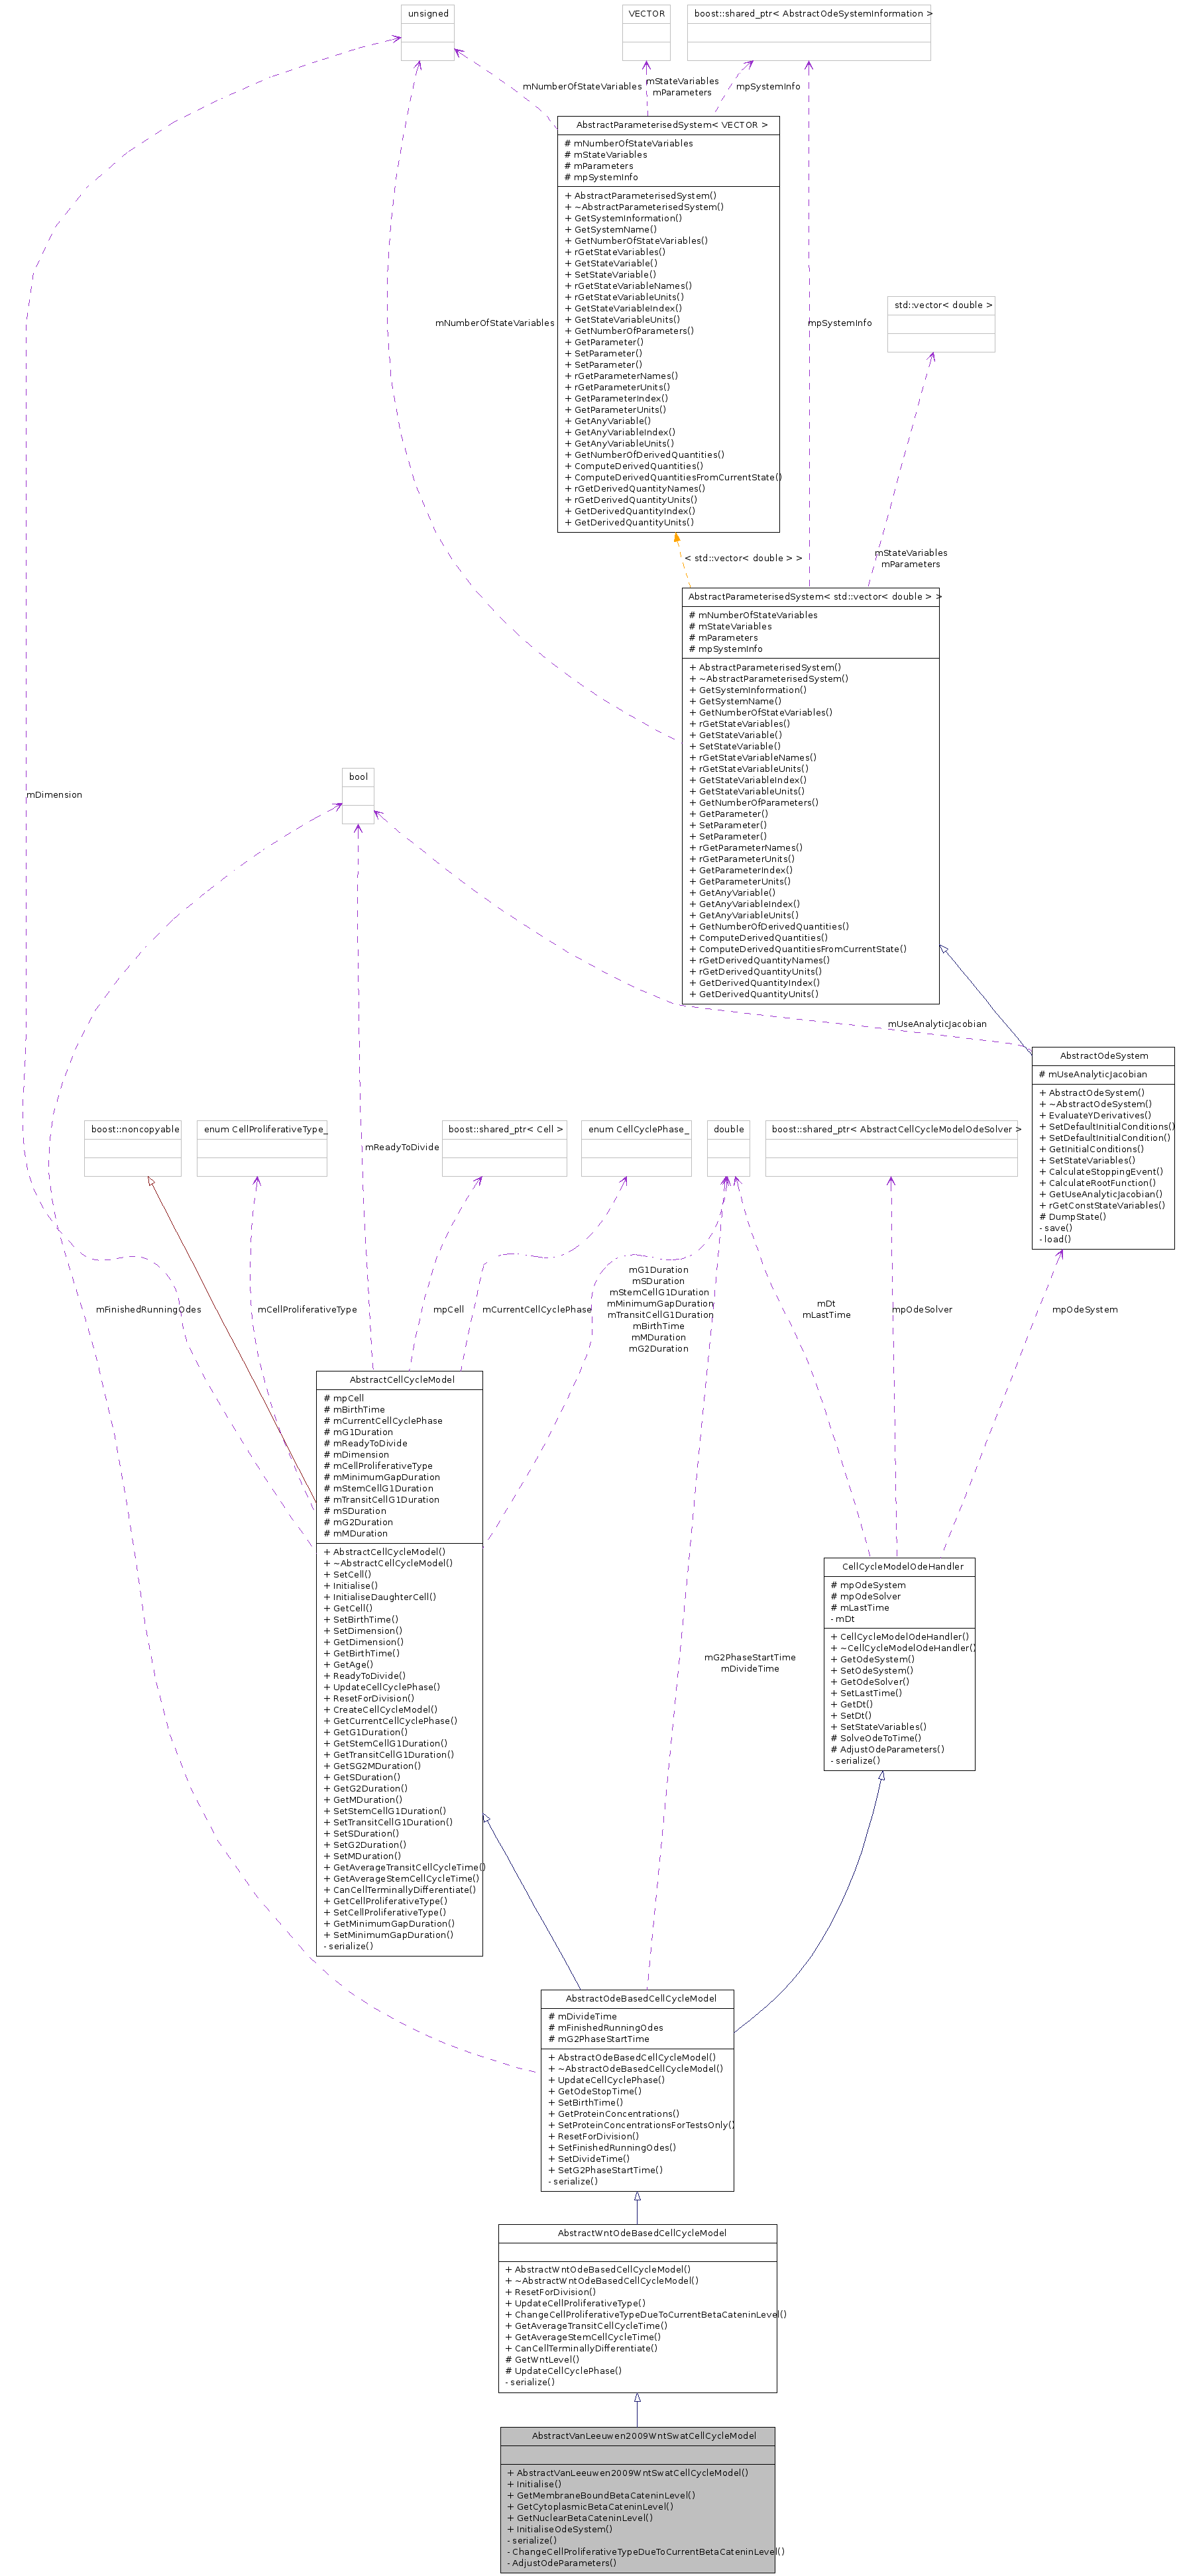 unsigned
VECTOR
boost::shared_ptr< AbstractOdeSystemInformation >
mNumberOfStateVariables
mStateVariables
mParameters
mpSystemInfo
AbstractParameterisedSystem< VECTOR >
# mNumberOfStateVariables
# mStateVariables
# mParameters
# mpSystemInfo
+ AbstractParameterisedSystem()
+ ~AbstractParameterisedSystem()
+ GetSystemInformation()
+ GetSystemName()
+ GetNumberOfStateVariables()
+ rGetStateVariables()
+ GetStateVariable()
+ SetStateVariable()
+ rGetStateVariableNames()
+ rGetStateVariableUnits()
+ GetStateVariableIndex()
+ GetStateVariableUnits()
+ GetNumberOfParameters()
+ GetParameter()
+ SetParameter()
+ SetParameter()
+ rGetParameterNames()
+ rGetParameterUnits()
+ GetParameterIndex()
+ GetParameterUnits()
+ GetAnyVariable()
+ GetAnyVariableIndex()
+ GetAnyVariableUnits()
+ GetNumberOfDerivedQuantities()
+ ComputeDerivedQuantities()
+ ComputeDerivedQuantitiesFromCurrentState()
+ rGetDerivedQuantityNames()
+ rGetDerivedQuantityUnits()
+ GetDerivedQuantityIndex()
+ GetDerivedQuantityUnits()
mNumberOfStateVariables
mpSystemInfo
std::vector< double >
< std::vector< double > >
mStateVariables
mParameters
AbstractParameterisedSystem< std::vector< double > >
# mNumberOfStateVariables
# mStateVariables
# mParameters
# mpSystemInfo
+ AbstractParameterisedSystem()
+ ~AbstractParameterisedSystem()
+ GetSystemInformation()
+ GetSystemName()
+ GetNumberOfStateVariables()
+ rGetStateVariables()
+ GetStateVariable()
+ SetStateVariable()
+ rGetStateVariableNames()
+ rGetStateVariableUnits()
+ GetStateVariableIndex()
+ GetStateVariableUnits()
+ GetNumberOfParameters()
+ GetParameter()
+ SetParameter()
+ SetParameter()
+ rGetParameterNames()
+ rGetParameterUnits()
+ GetParameterIndex()
+ GetParameterUnits()
+ GetAnyVariable()
+ GetAnyVariableIndex()
+ GetAnyVariableUnits()
+ GetNumberOfDerivedQuantities()
+ ComputeDerivedQuantities()
+ ComputeDerivedQuantitiesFromCurrentState()
+ rGetDerivedQuantityNames()
+ rGetDerivedQuantityUnits()
+ GetDerivedQuantityIndex()
+ GetDerivedQuantityUnits()
bool
mDimension
mUseAnalyticJacobian
AbstractOdeSystem
# mUseAnalyticJacobian
+ AbstractOdeSystem()
+ ~AbstractOdeSystem()
+ EvaluateYDerivatives()
+ SetDefaultInitialConditions()
+ SetDefaultInitialCondition()
+ GetInitialConditions()
+ SetStateVariables()
+ CalculateStoppingEvent()
+ CalculateRootFunction()
+ GetUseAnalyticJacobian()
+ rGetConstStateVariables()
# DumpState()
- save()
- load()
boost::noncopyable
enum CellProliferativeType_
mReadyToDivide
boost::shared_ptr< Cell >
enum CellCyclePhase_
double
boost::shared_ptr< AbstractCellCycleModelOdeSolver >
mFinishedRunningOdes
mCellProliferativeType
mpCell
mCurrentCellCyclePhase
mG1Duration
mSDuration
mStemCellG1Duration
mMinimumGapDuration
mTransitCellG1Duration
mBirthTime
mMDuration
mG2Duration
mDt
mLastTime
mpOdeSolver
mpOdeSystem
AbstractCellCycleModel
# mpCell
# mBirthTime
# mCurrentCellCyclePhase
# mG1Duration
# mReadyToDivide
# mDimension
# mCellProliferativeType
# mMinimumGapDuration
# mStemCellG1Duration
# mTransitCellG1Duration
# mSDuration
# mG2Duration
# mMDuration
+ AbstractCellCycleModel()
+ ~AbstractCellCycleModel()
+ SetCell()
+ Initialise()
+ InitialiseDaughterCell()
+ GetCell()
+ SetBirthTime()
+ SetDimension()
+ GetDimension()
+ GetBirthTime()
+ GetAge()
+ ReadyToDivide()
+ UpdateCellCyclePhase()
+ ResetForDivision()
+ CreateCellCycleModel()
+ GetCurrentCellCyclePhase()
+ GetG1Duration()
+ GetStemCellG1Duration()
+ GetTransitCellG1Duration()
+ GetSG2MDuration()
+ GetSDuration()
+ GetG2Duration()
+ GetMDuration()
+ SetStemCellG1Duration()
+ SetTransitCellG1Duration()
+ SetSDuration()
+ SetG2Duration()
+ SetMDuration()
+ GetAverageTransitCellCycleTime()
+ GetAverageStemCellCycleTime()
+ CanCellTerminallyDifferentiate()
+ GetCellProliferativeType()
+ SetCellProliferativeType()
+ GetMinimumGapDuration()
+ SetMinimumGapDuration()
- serialize()
CellCycleModelOdeHandler
# mpOdeSystem
# mpOdeSolver
# mLastTime
- mDt
+ CellCycleModelOdeHandler()
+ ~CellCycleModelOdeHandler()
+ GetOdeSystem()
+ SetOdeSystem()
+ GetOdeSolver()
+ SetLastTime()
+ GetDt()
+ SetDt()
+ SetStateVariables()
# SolveOdeToTime()
# AdjustOdeParameters()
- serialize()
mG2PhaseStartTime
mDivideTime
AbstractOdeBasedCellCycleModel
# mDivideTime
# mFinishedRunningOdes
# mG2PhaseStartTime
+ AbstractOdeBasedCellCycleModel()
+ ~AbstractOdeBasedCellCycleModel()
+ UpdateCellCyclePhase()
+ GetOdeStopTime()
+ SetBirthTime()
+ GetProteinConcentrations()
+ SetProteinConcentrationsForTestsOnly()
+ ResetForDivision()
+ SetFinishedRunningOdes()
+ SetDivideTime()
+ SetG2PhaseStartTime()
- serialize()
AbstractWntOdeBasedCellCycleModel
+ AbstractWntOdeBasedCellCycleModel()
+ ~AbstractWntOdeBasedCellCycleModel()
+ ResetForDivision()
+ UpdateCellProliferativeType()
+ ChangeCellProliferativeTypeDueToCurrentBetaCateninLevel()
+ GetAverageTransitCellCycleTime()
+ GetAverageStemCellCycleTime()
+ CanCellTerminallyDifferentiate()
# GetWntLevel()
# UpdateCellCyclePhase()
- serialize()
AbstractVanLeeuwen2009WntSwatCellCycleModel
+ AbstractVanLeeuwen2009WntSwatCellCycleModel()
+ Initialise()
+ GetMembraneBoundBetaCateninLevel()
+ GetCytoplasmicBetaCateninLevel()
+ GetNuclearBetaCateninLevel()
+ InitialiseOdeSystem()
- serialize()
- ChangeCellProliferativeTypeDueToCurrentBetaCateninLevel()
- AdjustOdeParameters()